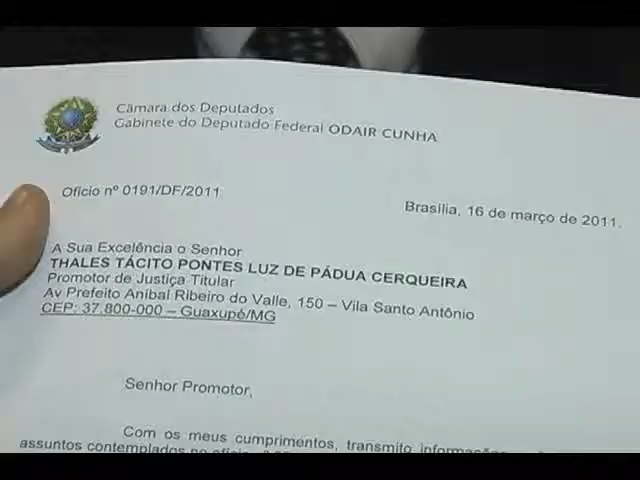 Câmara dos Deputados
Gabinete do Deputado Federal ODAIR CUNHA
Ofício nº 0191/DF/2011
Brasília, 16 de março de 2011.
A Sua Excelência o Senhor
THALES TÁCITO PONTES LUZ DE PÁDUA CERQUEIRA
Promotor de Justiça Titular
Av Prefeito Aníbal Ribeiro do Valle, 150 – Vila Santo Antônio
CEP: 37.800-000 – Guaxupé/MG
Senhor Promotor,
Com os meus cumprimentos, transmito
assuntos contemplados no